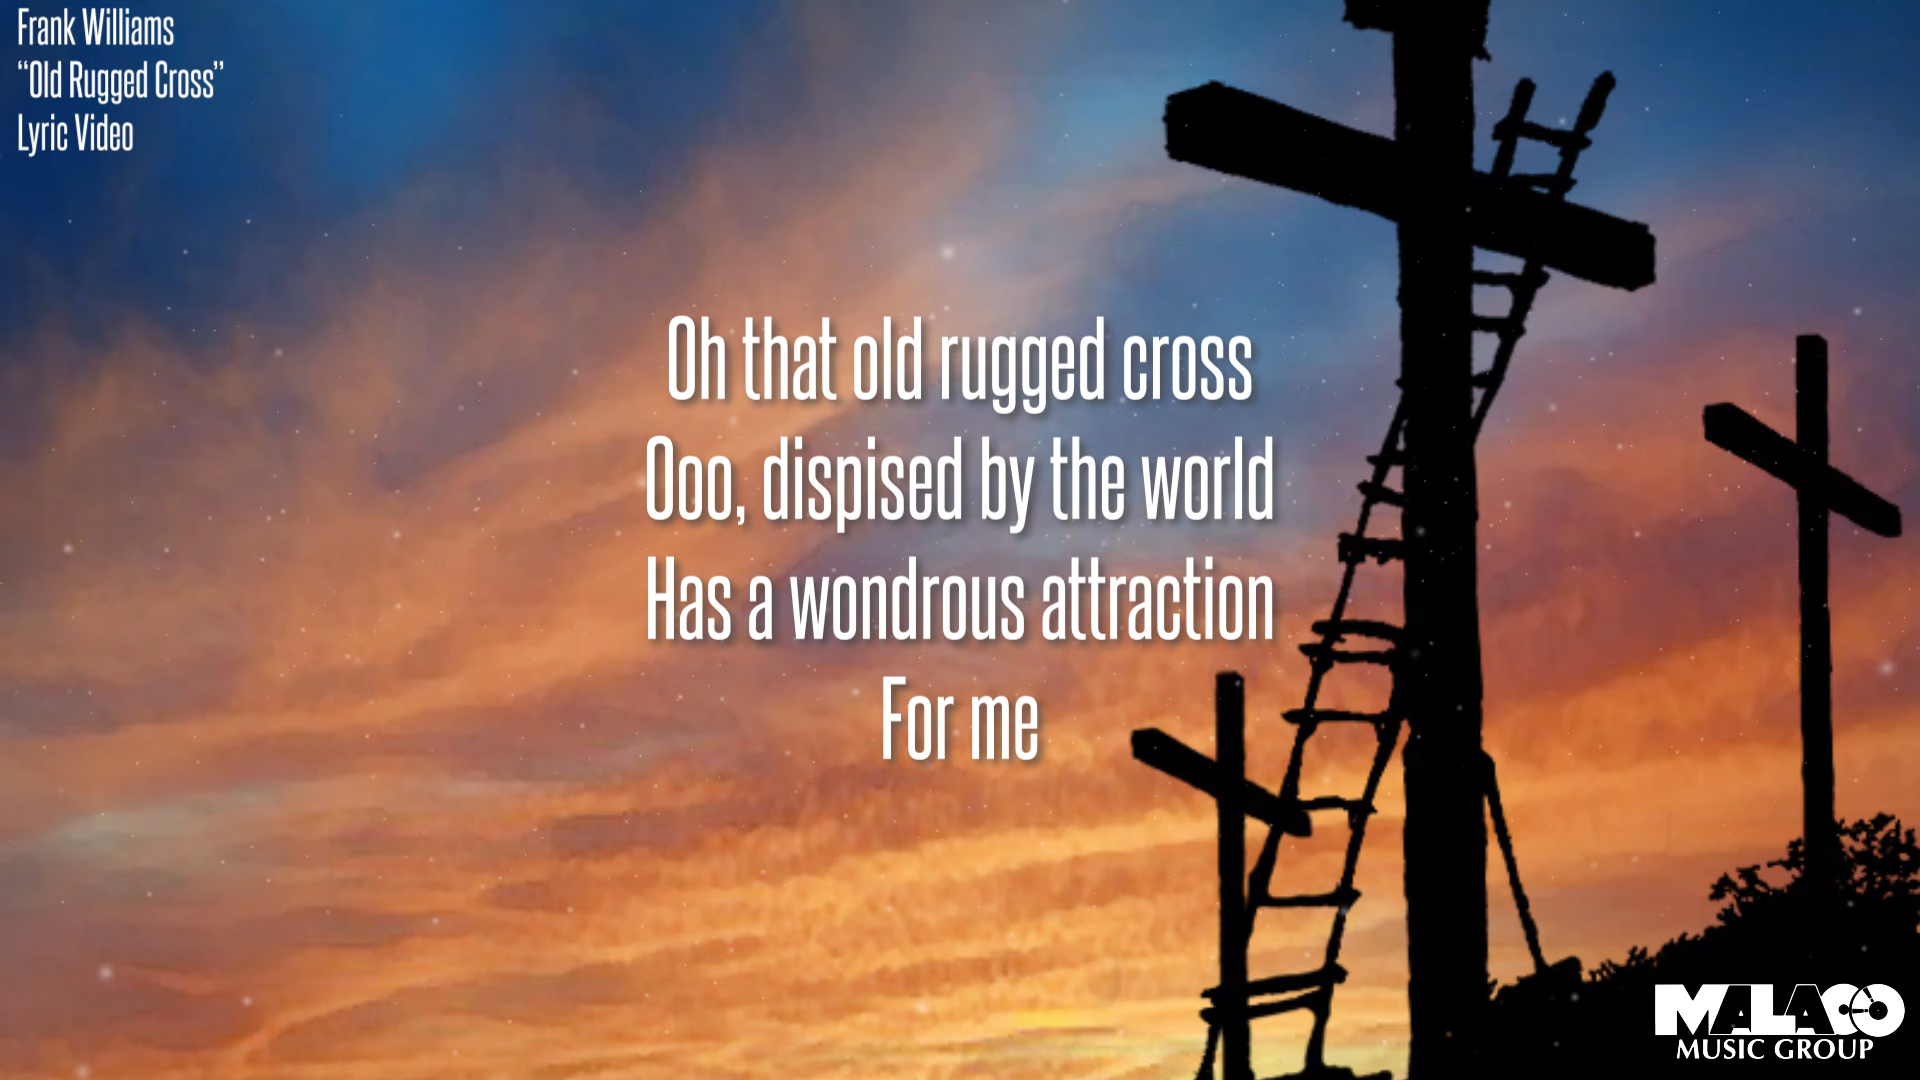 Frank Williams
“Old Rugged Cross”
Lyric Video
Oh that old rugged cross
Ooo, dispised by the world
Has a wondrous attraction
For me
MALACO
MUSIC GROUP